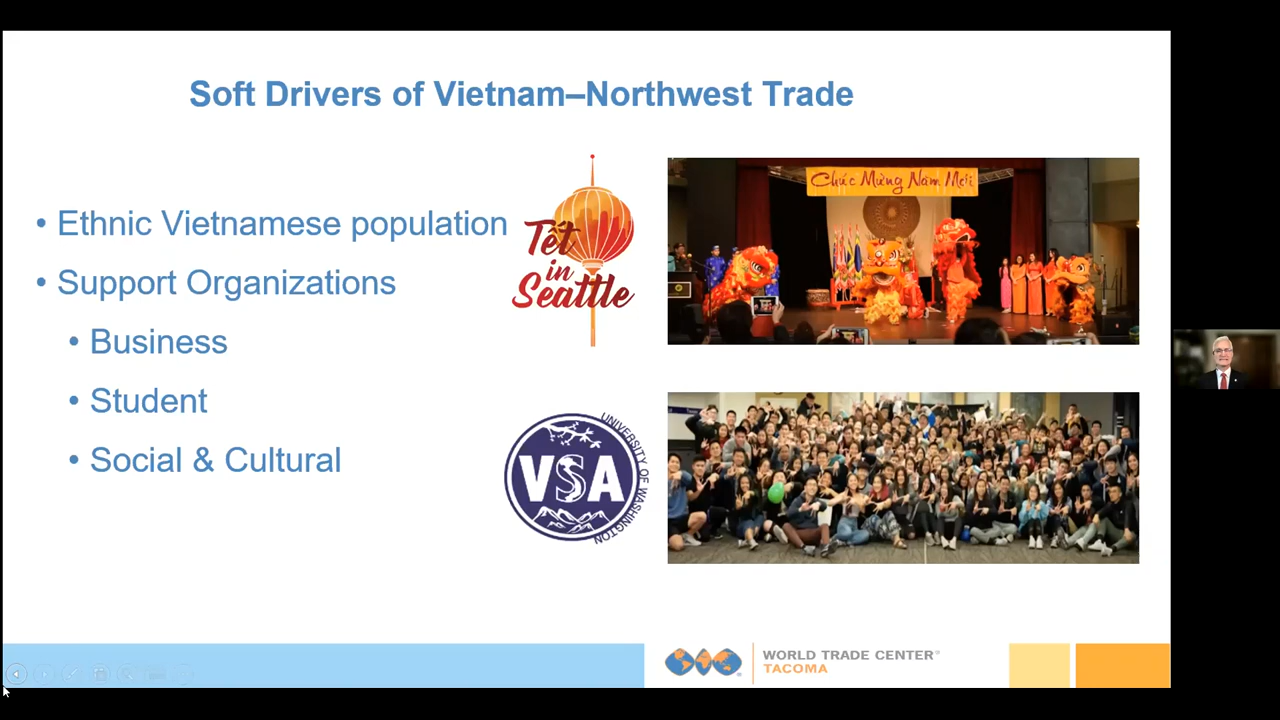 Soft Drivers of Vietnam–Northwest Trade
• Ethnic Vietnamese population
• Support Organizations
• Business
• Student
• Social & Cultural
Tết
in
Seattle
Chúc Mừng Năm Mới
VSA
UNIVERSITY OF WASHINGTON
WORLD TRADE CENTER®
TACOMA